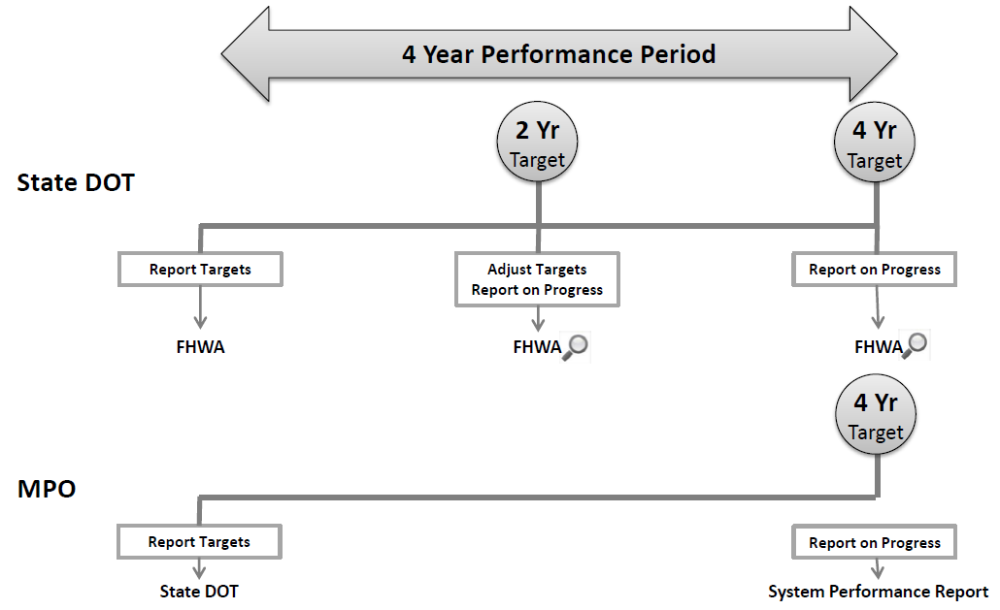 4 Year Performance Period
2 Yr
Target
4 Yr
Target
State DOT
Report Targets
Adjust Targets
Report on Progress
Report on Progress
FHWA
FHWA
FHWA
4 Yr
Target
MPO
Report Targets
Report on Progress
State DOT
System Performance Report